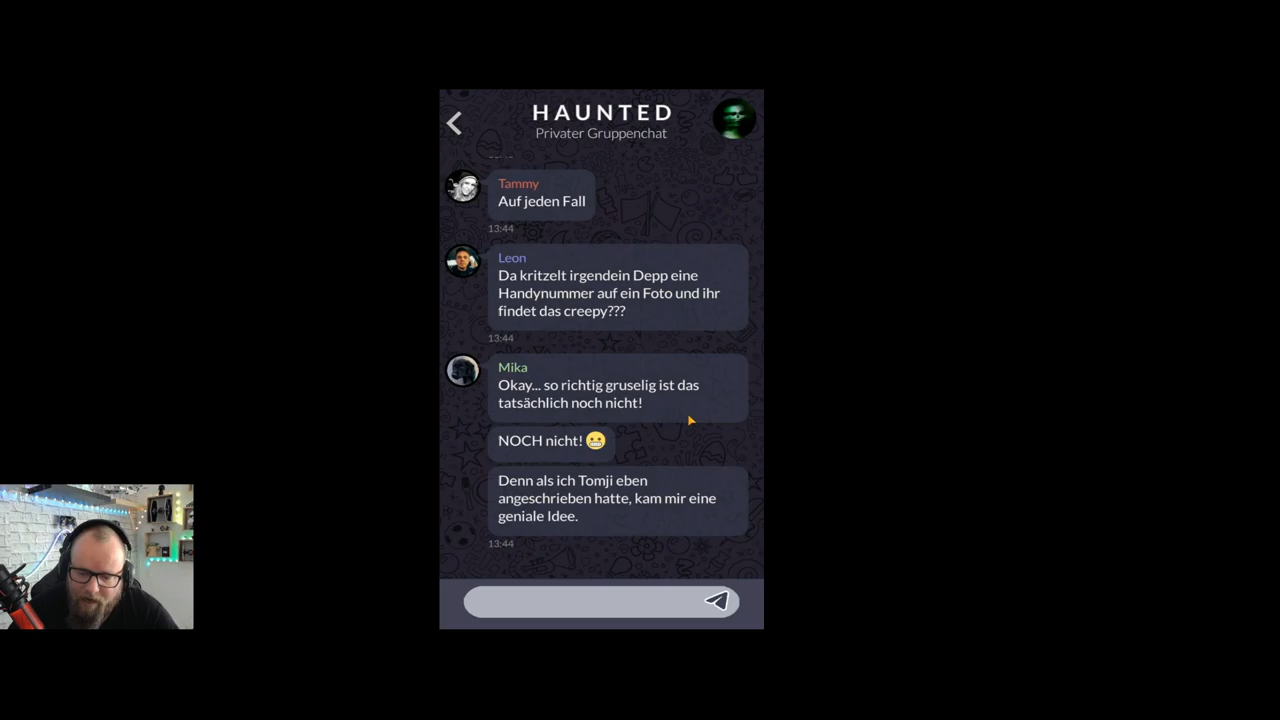 HAUNTED
Privater Gruppenchat
Tammy
Auf jeden Fall
13:44
Leon
Da kritzelt irgendein Depp eine
Handynummer auf ein Foto und ihr
findet das creepy???
13:44
Mika
Okay... so richtig gruselig ist das
tatsächlich noch nicht!
NOCH nicht! 😬
Denn als ich Tomji eben
angeschrieben hatte, kam mir eine
geniale Idee.
13:44